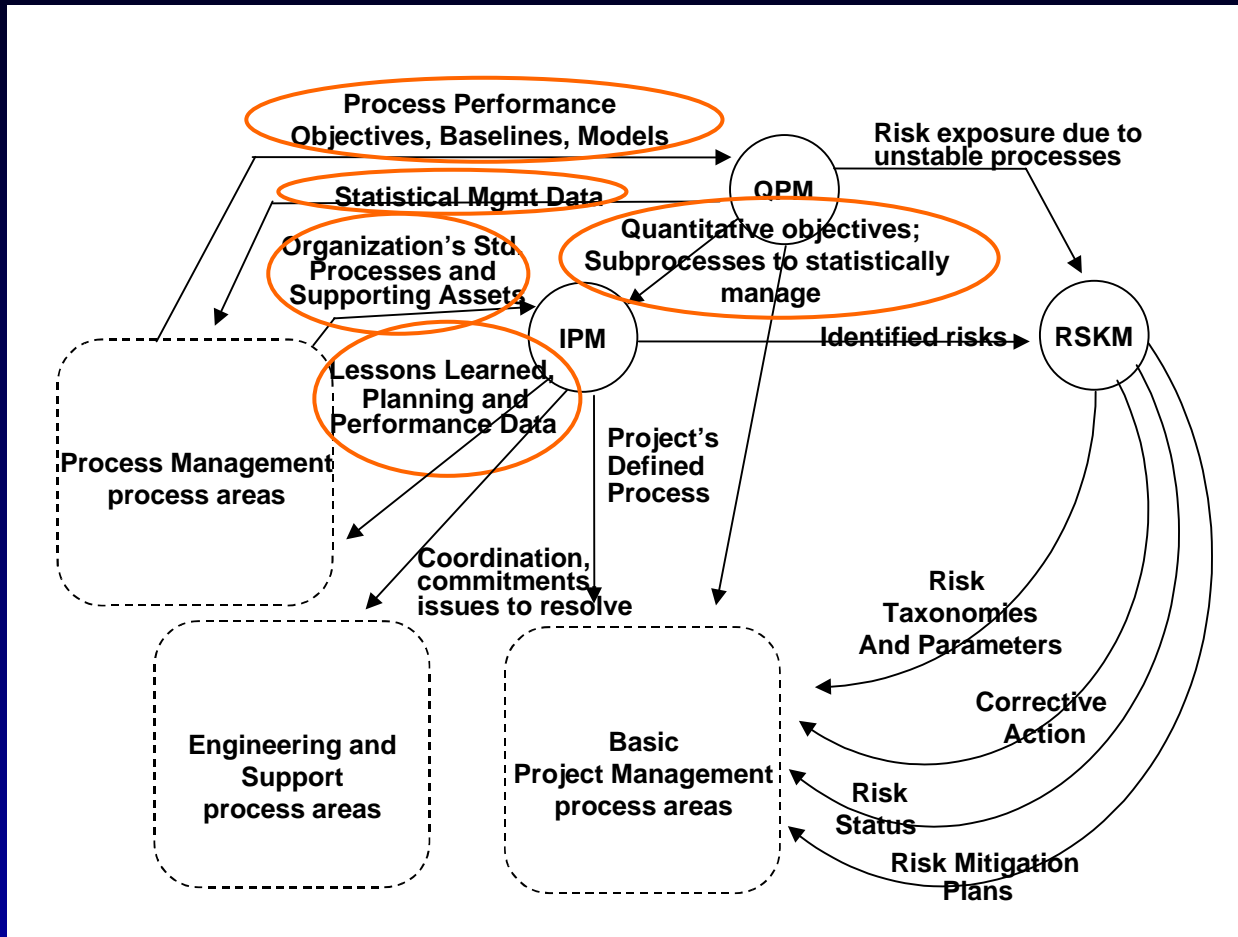 Process Performance
Objectives, Baselines, Models
Risk exposure due to
unstable processes
QPM
Statistical Mgmt Data
Quantitative objectives;
Subprocesses to statistically
manage
Organization's Std.
Processes and
Supporting Assets
IPM
Identified risks
RSKM
Lessons Learned,
Planning and
Performance Data
Process Management
process areas
Project's
Defined
Process
Coordination,
commitments
issues to resolve
Risk
Taxonomies
And Parameters
Corrective
Action
Engineering and
Support
process areas
Basic
Project Management
process areas
Risk
Status
Risk Mitigation
Plans